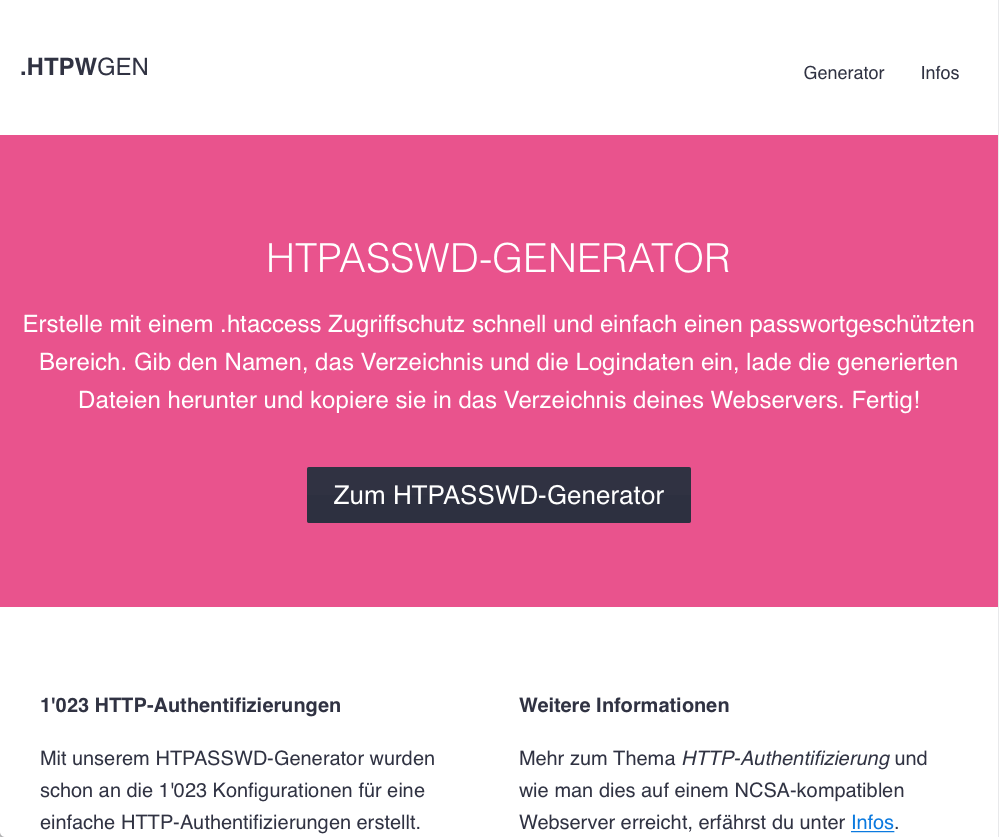 .HTPWGEN
Generator Infos
HTPASSWD-GENERATOR
Erstelle mit einem .htaccess Zugriffschutz schnell und einfach einen passwortgeschützten
Bereich. Gib den Namen, das Verzeichnis und die Logindaten ein, lade die generierten
Dateien herunter und kopiere sie in das Verzeichnis deines Webservers. Fertig!
Zum HTPASSWD-Generator
1'023 HTTP-Authentifizierungen
Mit unserem HTPASSWD-Generator wurden
schon an die 1'023 Konfigurationen für eine
einfache HTTP-Authentifizierungen erstellt.
Weitere Informationen
Mehr zum Thema HTTP-Authentifizierung und
wie man dies auf einem NCSA-kompatiblen
Webserver erreicht, erfährst du unter Infos.